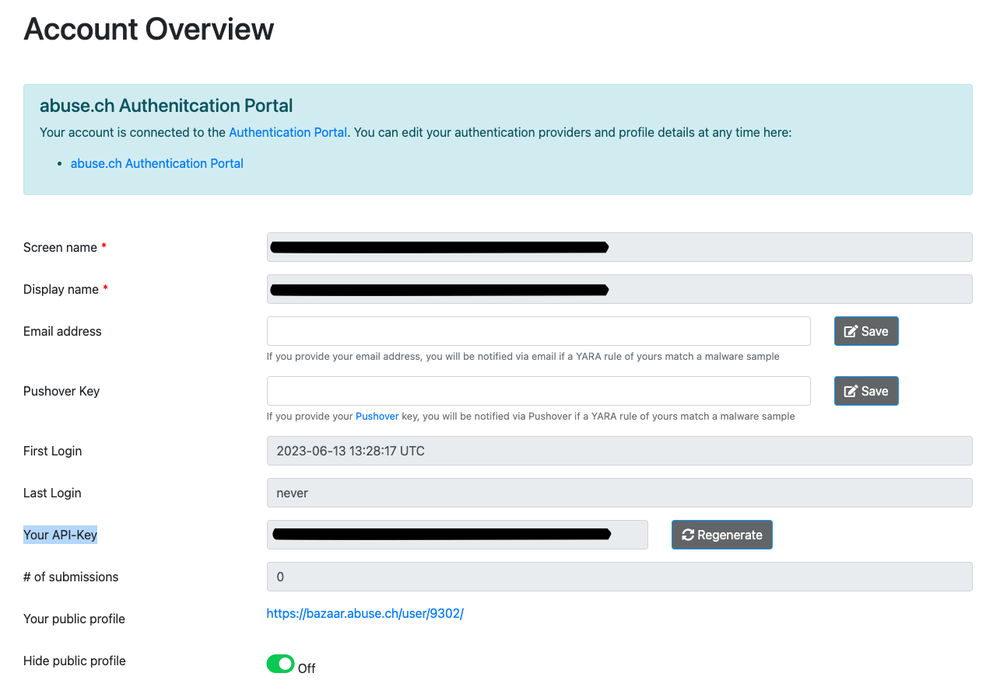 Account Overview
abuse.ch Authenitcation Portal
Your account is connected to the Authentication Portal. You can edit your authentication providers and profile details at any time here:
• abuse.ch Authentication Portal
Screen name *
Display name *
Email address
Save
If you provide your email address, you will be notified via email if a YARA rule of yours match a malware sample
Pushover Key
Save
If you provide your Pushover key, you will be notified via Pushover if a YARA rule of yours match a malware sample
First Login
2023-06-13 13:28:17 UTC
Last Login
never
Your API-Key
Regenerate
# of submissions
0
Your public profile
https://bazaar.abuse.ch/user/9302/
Hide public profile
Off